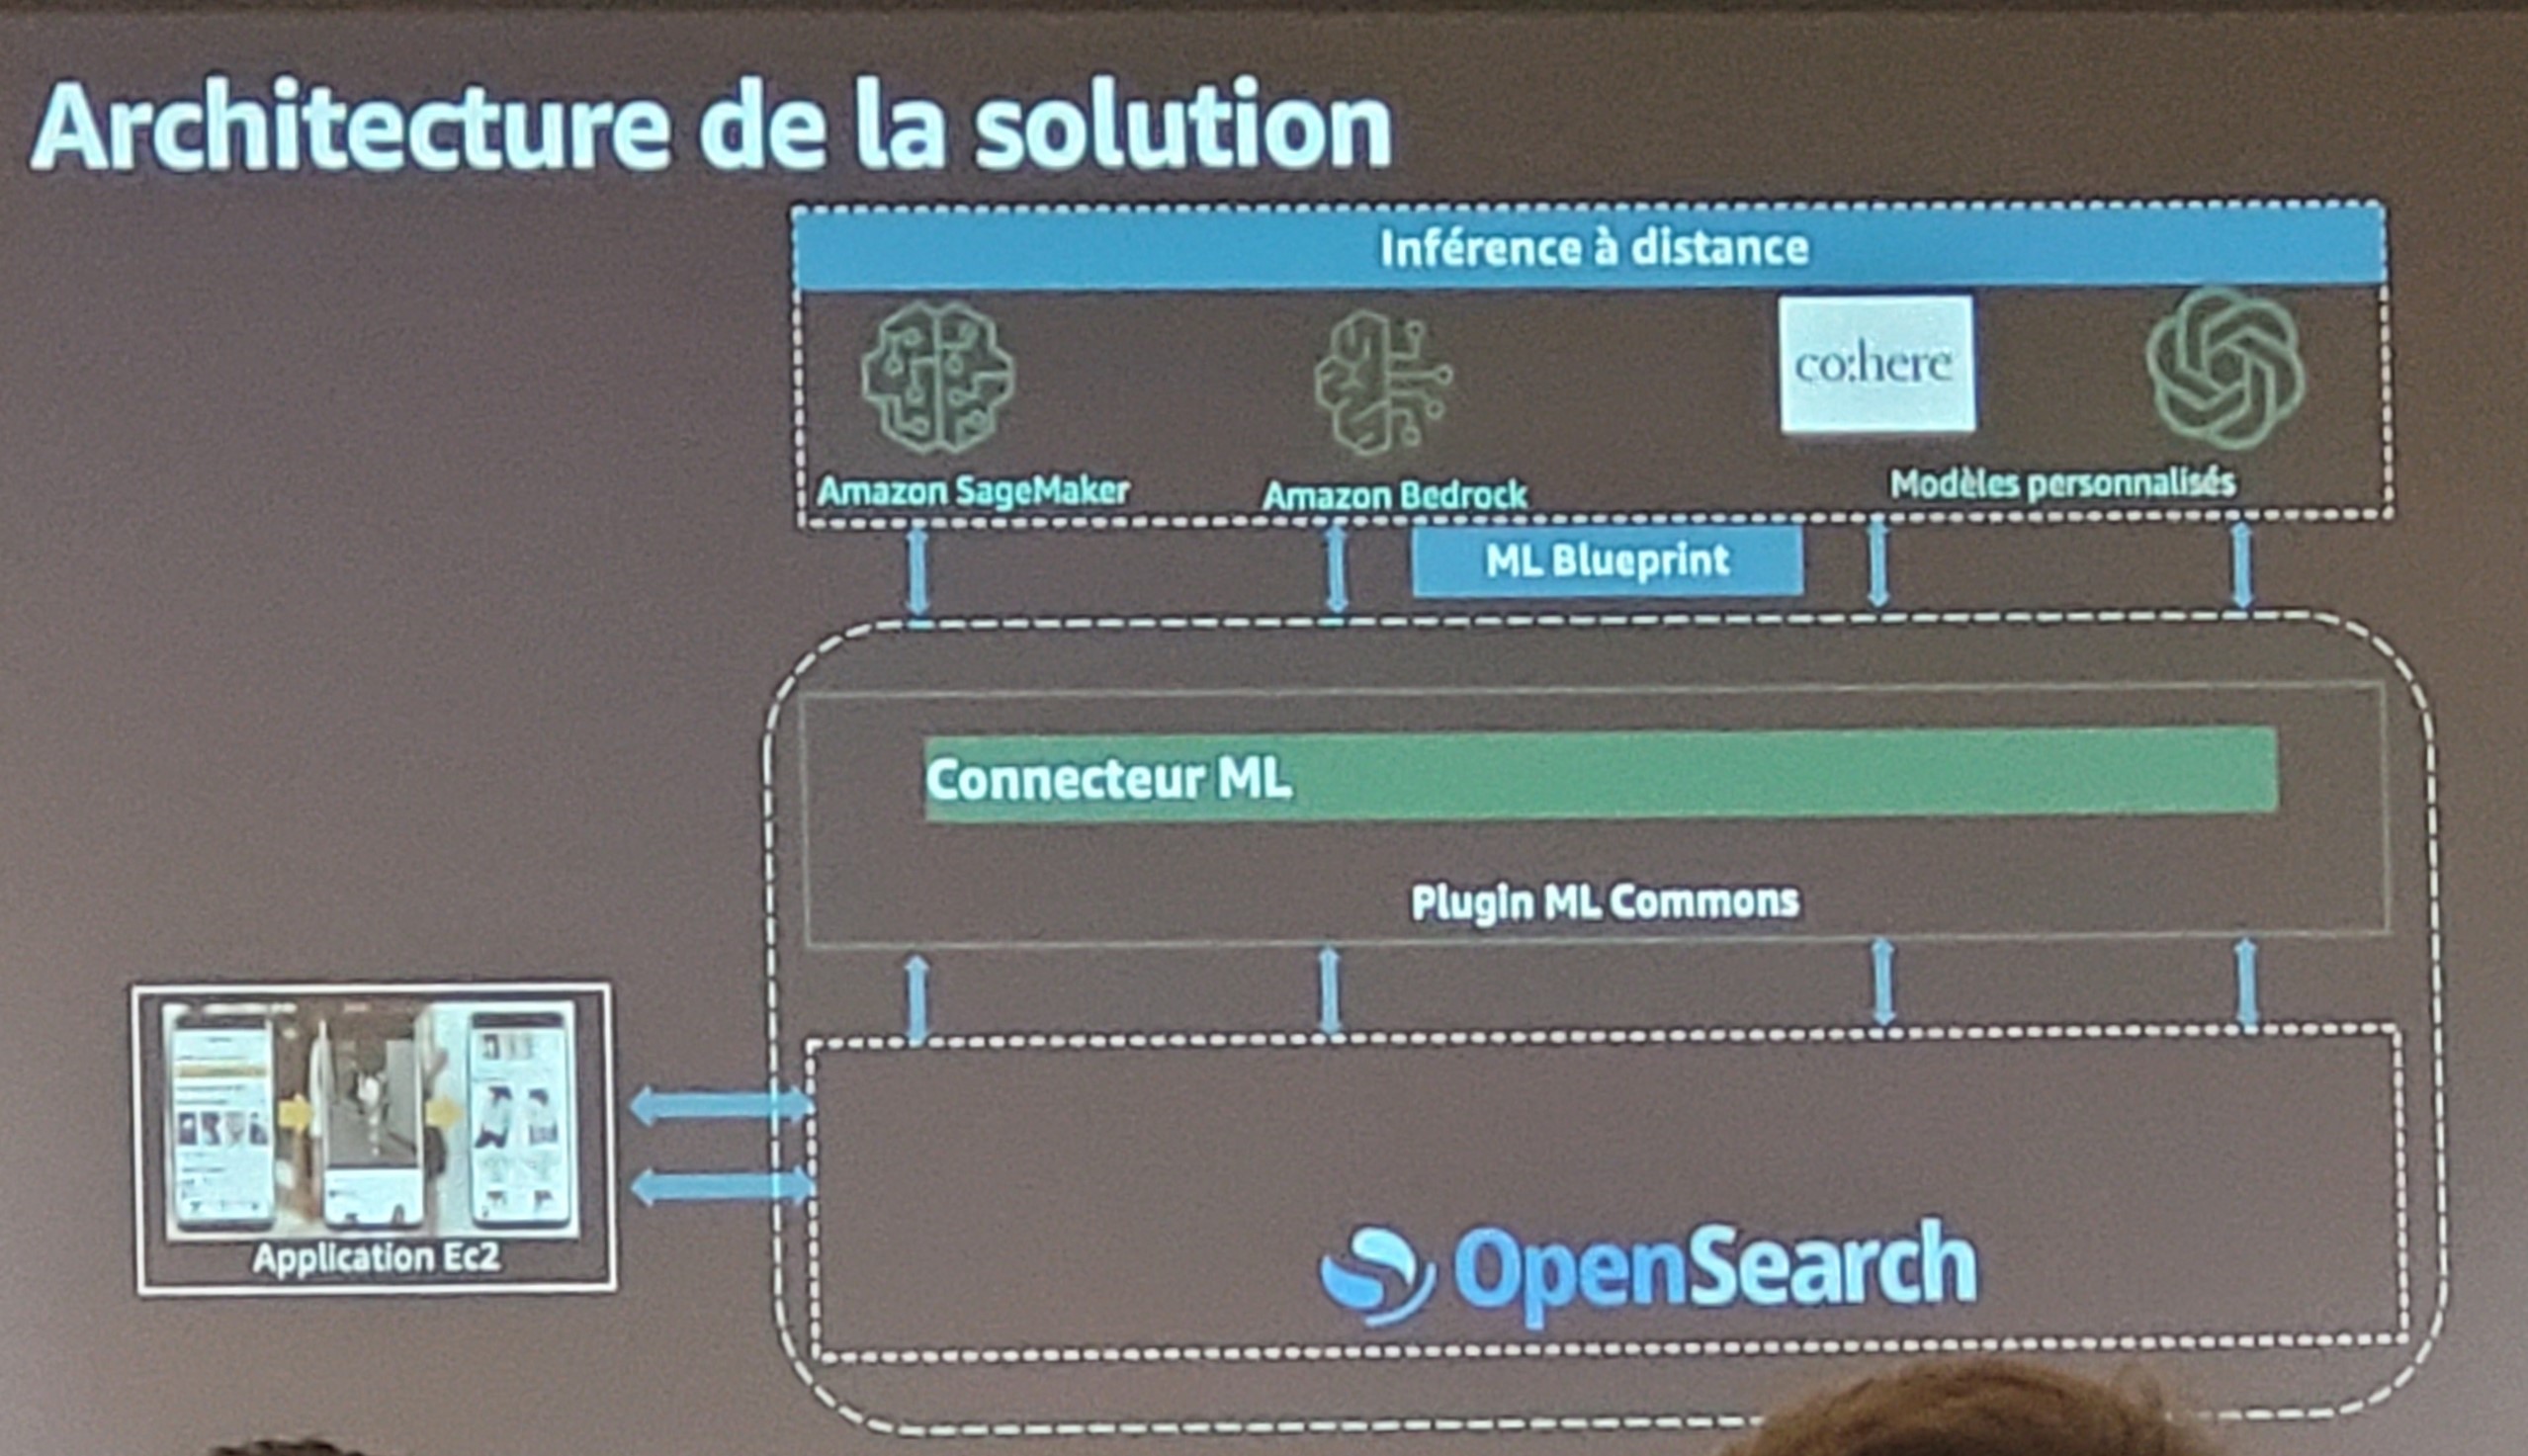 Architecture de la solution
Inférence à distance
co:here
Amazon SageMaker
Amazon Bedrock
Modèles personnalisés
ML Blueprint
Connecteur ML
Plugin ML Commons
Application Ec2
OpenSearch